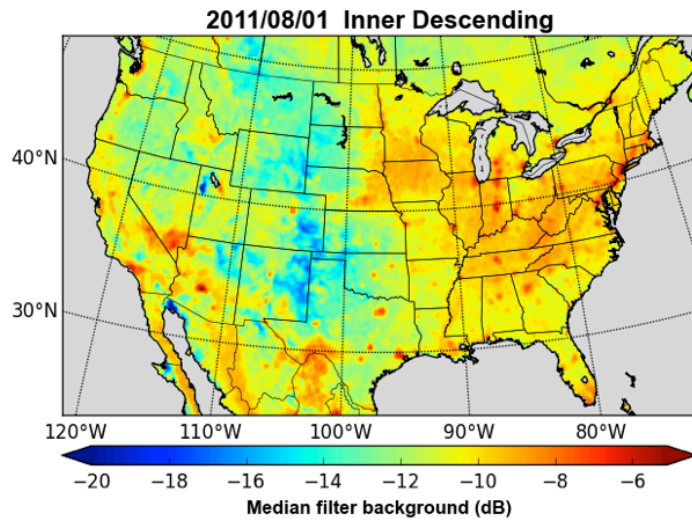 2011/08/01 Inner Descending
40°N
30°N
120°W 110°W 100°W 90°W 80°W
−20 −18 −16 −14 −12 −10 −8 −6
Median filter background (dB)